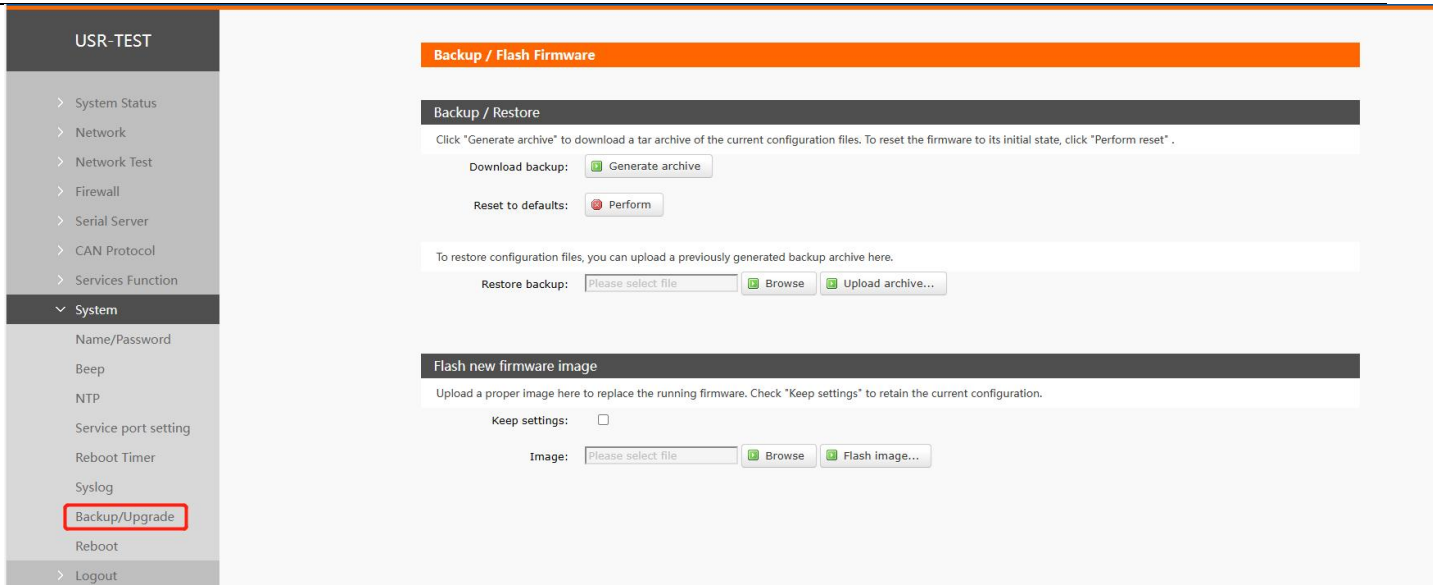 USR-TEST
System Status
Network
Network Test
Firewall
Serial Server
CAN Protocol
Services Function
System
Name/Password
Beep
NTP
Service port setting
Reboot Timer
Syslog
Backup/Upgrade
Reboot
Logout
Backup / Flash Firmware
Backup / Restore
Click "Generate archive" to download a tar archive of the current configuration files. To reset the firmware to its initial state, click "Perform reset" .
Download backup: Generate archive
Reset to defaults: Perform
To restore configuration files, you can upload a previously generated backup archive here.
Restore backup: Please select file Browse Upload archive...
Flash new firmware image
Upload a proper image here to replace the running firmware. Check "Keep settings" to retain the current configuration.
Keep settings:
Image: Please select file Browse Flash image...